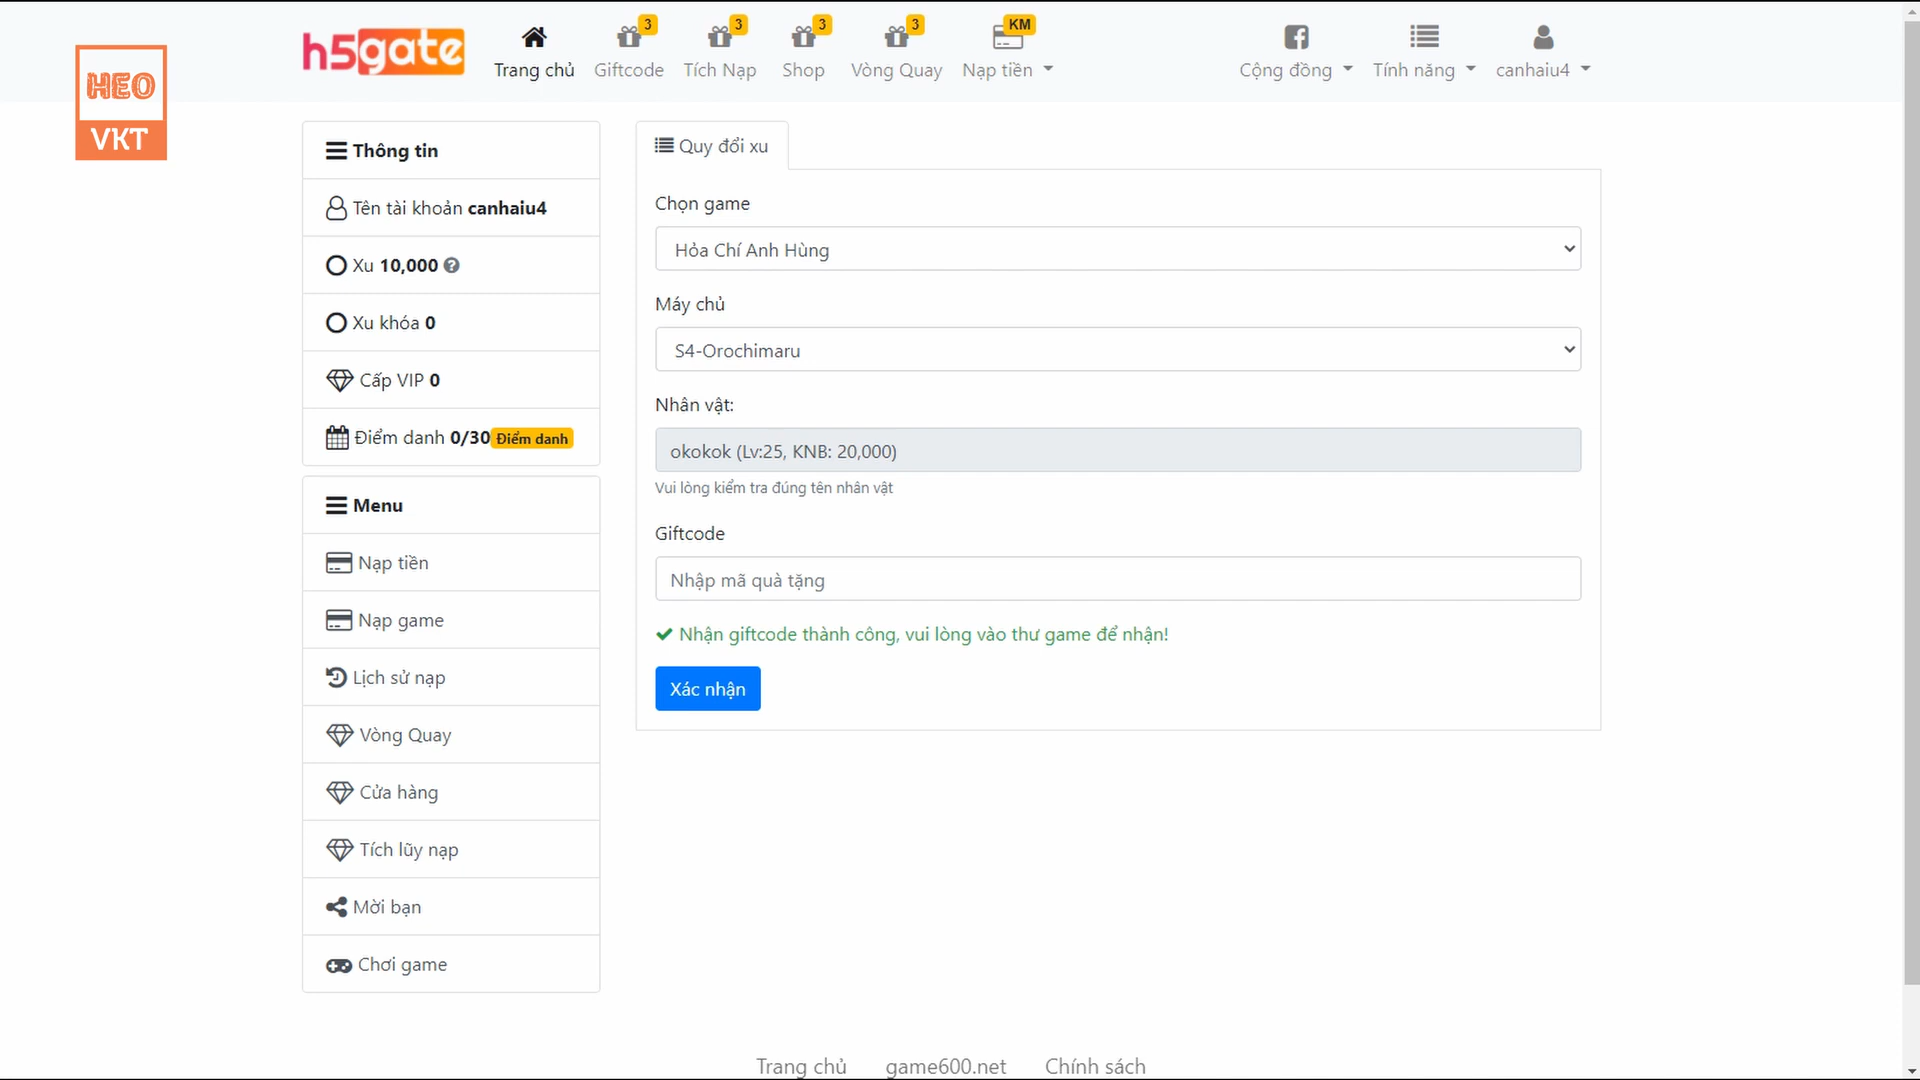 HEO
VKT
h5gate
Trang chủ
3
Giftcode
3
Tích Nạp
3
Shop
3
Vòng Quay
KM
Nạp tiền
Cộng đồng
Tính năng
canhaiu4
Thông tin
Tên tài khoản canhaiu4
Xu 10,000
Xu khóa 0
Cấp VIP 0
Điểm danh 0/30 Điểm danh
Menu
Nạp tiền
Nạp game
Lịch sử nạp
Vòng Quay
Cửa hàng
Tích lũy nạp
Mời bạn
Chơi game
Quy đổi xu
Chọn game
Hỏa Chí Anh Hùng
Máy chủ
S4-Orochimaru
Nhân vật:
okokok (Lv:25, KNB: 20,000)
Vui lòng kiểm tra đúng tên nhân vật
Giftcode
Nhập mã quà tặng
Nhận giftcode thành công, vui lòng vào thư game để nhận!
Xác nhận
Trang chủ game600.net Chính sách